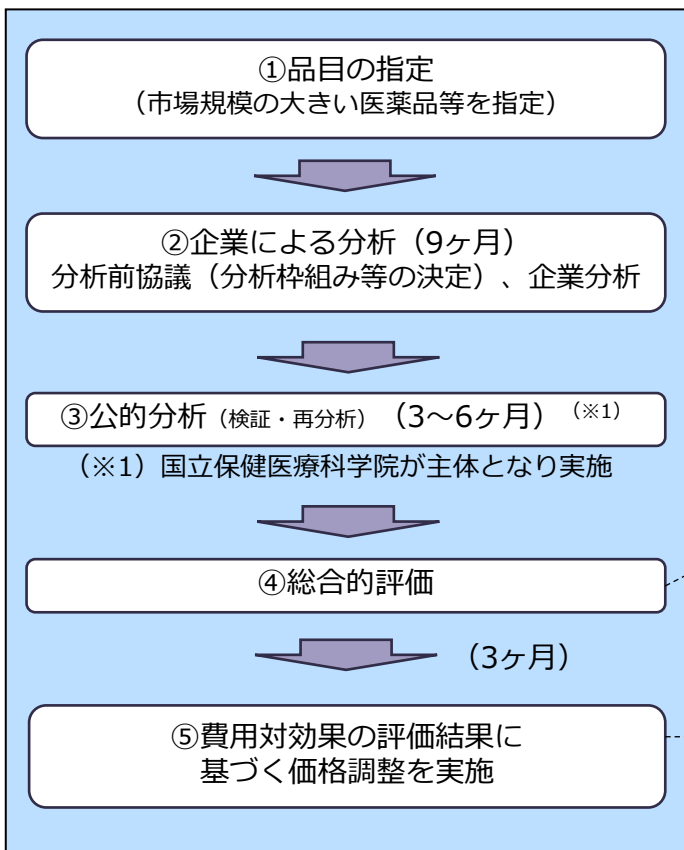 ①品目の指定
（市場規模の大きい医薬品等を指定）
②企業による分析（9ヶ月）
分析前協議（分析枠組み等の決定）、企業分析
③公的分析（検証・再分析）（3～6ヶ月）（※1）
（※1）国立保健医療科学院が主体となり実施
④総合的評価
（3ヶ月）
⑤費用対効果の評価結果に
基づく価格調整を実施